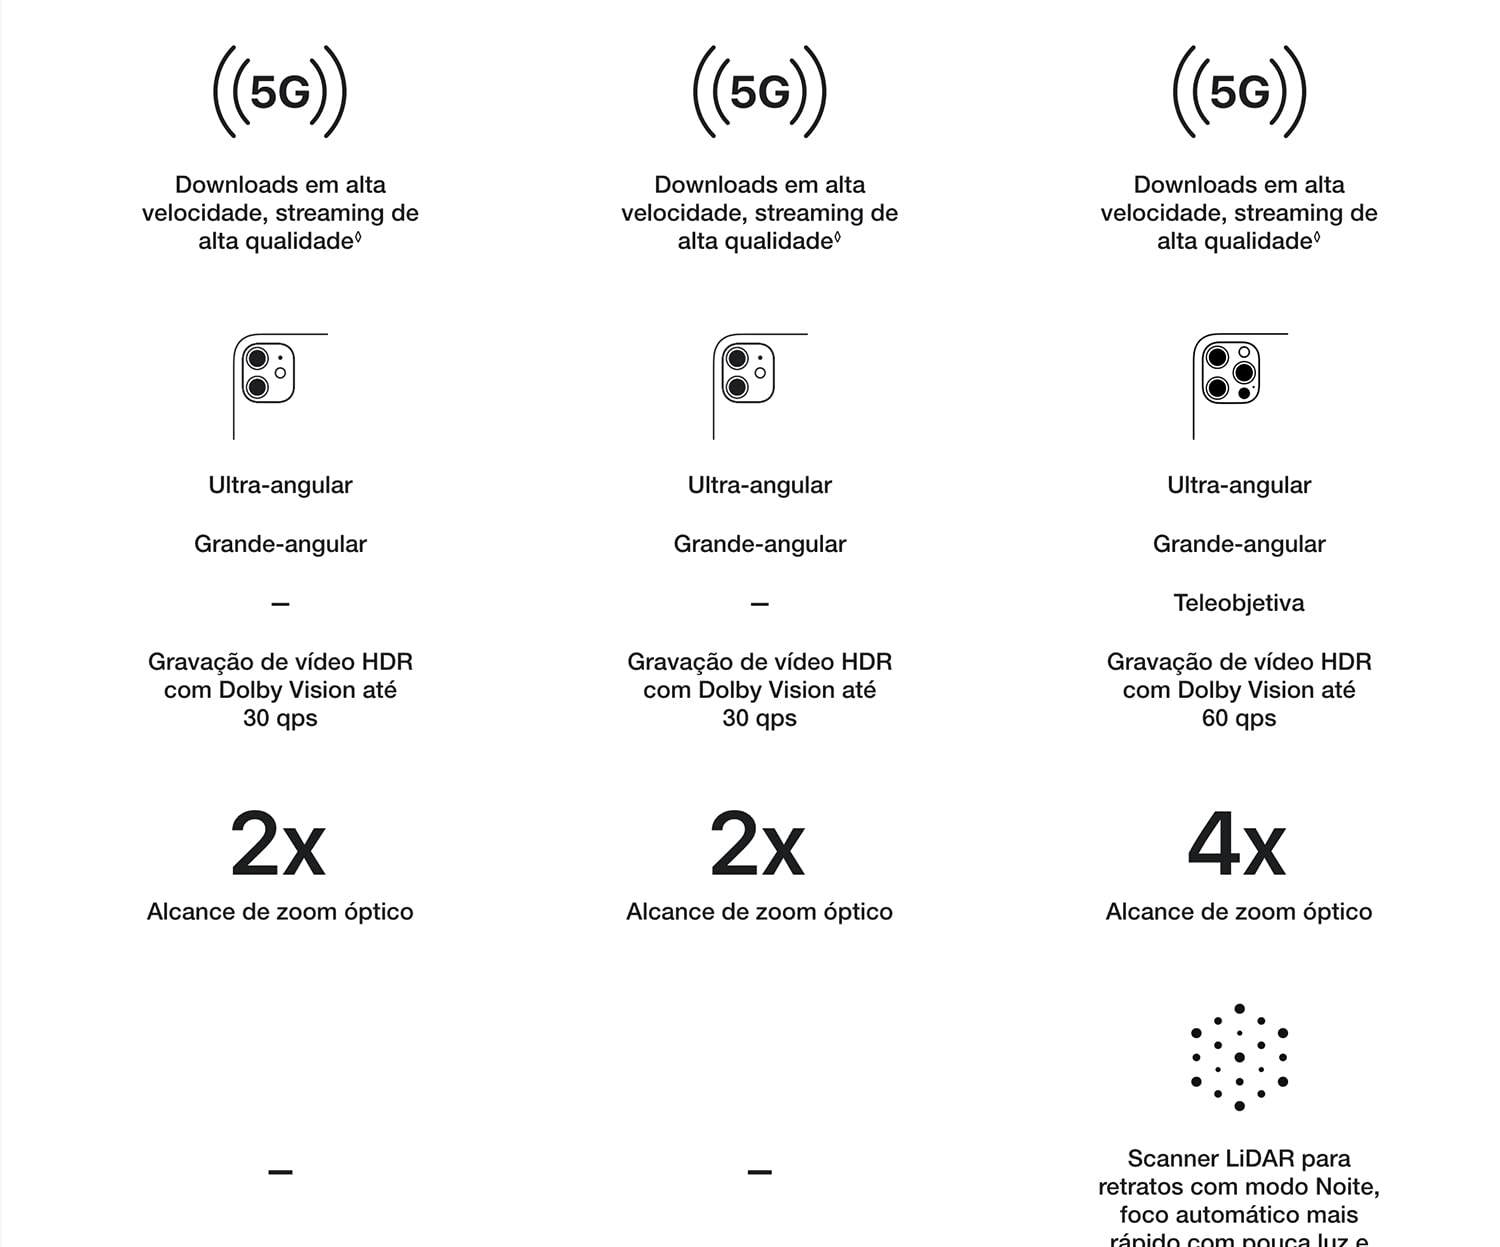 5G
5G
5G
Downloads em alta
velocidade, streaming de
alta qualidade◊
Downloads em alta
velocidade, streaming de
alta qualidade◊
Downloads em alta
velocidade, streaming de
alta qualidade◊
Ultra-angular
Ultra-angular
Ultra-angular
Grande-angular
Grande-angular
Grande-angular
–
–
Teleobjetiva
Gravação de vídeo HDR
com Dolby Vision até
30 qps
Gravação de vídeo HDR
com Dolby Vision até
30 qps
Gravação de vídeo HDR
com Dolby Vision até
60 qps
2x
2x
4x
Alcance de zoom óptico
Alcance de zoom óptico
Alcance de zoom óptico
–
–
Scanner LiDAR para
retratos com modo Noite,
foco automático mais
rápido com pouca luz e